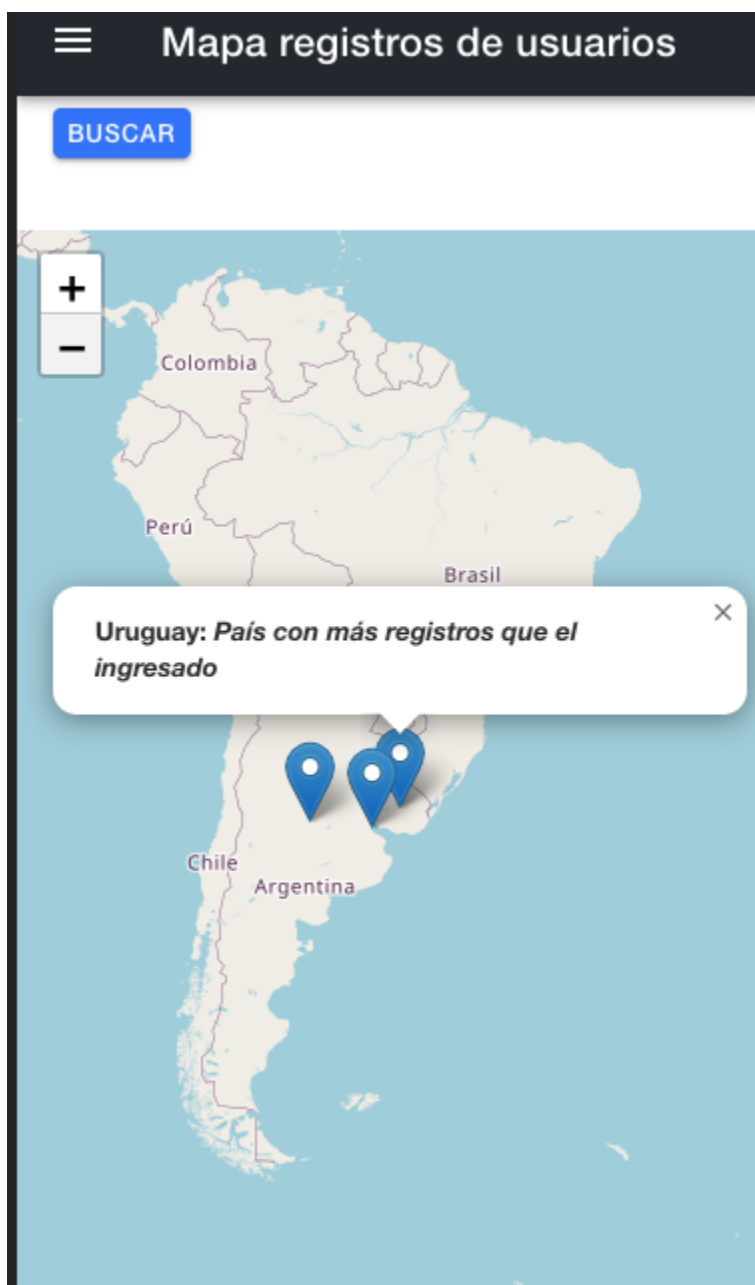 Mapa registros de usuarios
BUSCAR
+
−
Colombia
Perú
Brasil
Uruguay: País con más registros que el
ingresado
×
Chile
Argentina